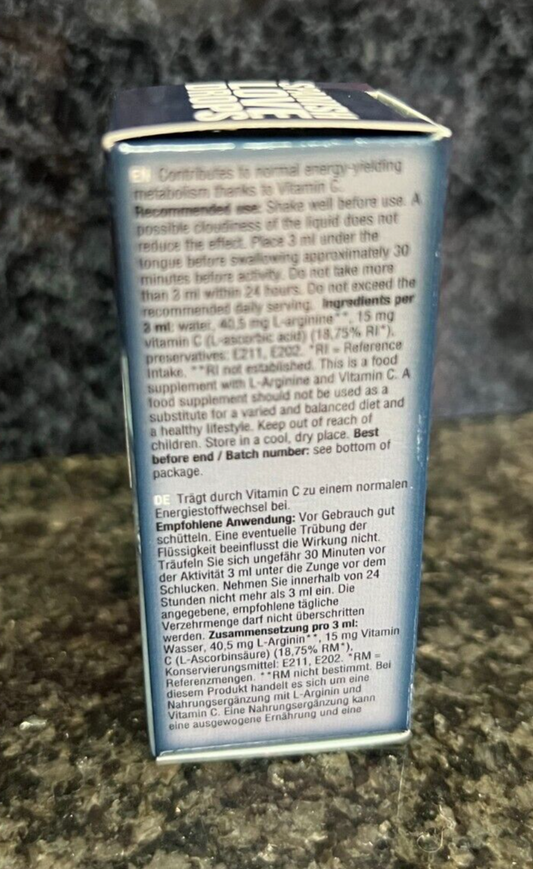 SPANISH
LOVE
DROPS
EN Contributes to normal energy-yielding
metabolism thanks to Vitamin C.
Recommended use: Shake well before use. A
possible cloudiness of the liquid does not
reduce the effect. Place 3 ml under the
tongue before swallowing approximately 30
minutes before activity. Do not take more
than 3 ml within 24 hours. Do not exceed the
recommended daily serving. Ingredients per
3 ml: water, 40,5 mg L-arginine**, 15 mg
vitamin C (L-ascorbic acid) (18,75% RI*),
preservatives: E211, E202. *RI = Reference
Intake. **RI not established. This is a food
supplement with L-Arginine and Vitamin C. A
food supplement should not be used as a
substitute for a varied and balanced diet and
a healthy lifestyle. Keep out of reach of
children. Store in a cool, dry place. Best
before end / Batch number: see bottom of
package.
DE Trägt durch Vitamin C zu einem normalen
Energiestoffwechsel bei.
Empfohlene Anwendung: Vor Gebrauch gut
schütteln. Eine eventuelle Trübung der
Flüssigkeit beeinflusst die Wirkung nicht.
Träufeln Sie sich ungefähr 30 Minuten vor
der Aktivität 3 ml unter die Zunge vor dem
Schlucken. Nehmen Sie innerhalb von 24
Stunden nicht mehr als 3 ml ein. Die
angegebene, empfohlene tägliche
Verzehrmenge darf nicht überschritten
werden. Zusammensetzung pro 3 ml:
Wasser, 40,5 mg L-Arginin**, 15 mg Vitamin
C (L-Ascorbinsäure) (18,75% RM*),
Konservierungsmittel: E211, E202. *RM =
Referenzmengen. **RM nicht bestimmt. Bei
diesem Produkt handelt es sich um eine
Nahrungsergänzung mit L-Arginin und
Vitamin C. Eine Nahrungsergänzung kann
eine ausgewogene Ernährung und eine